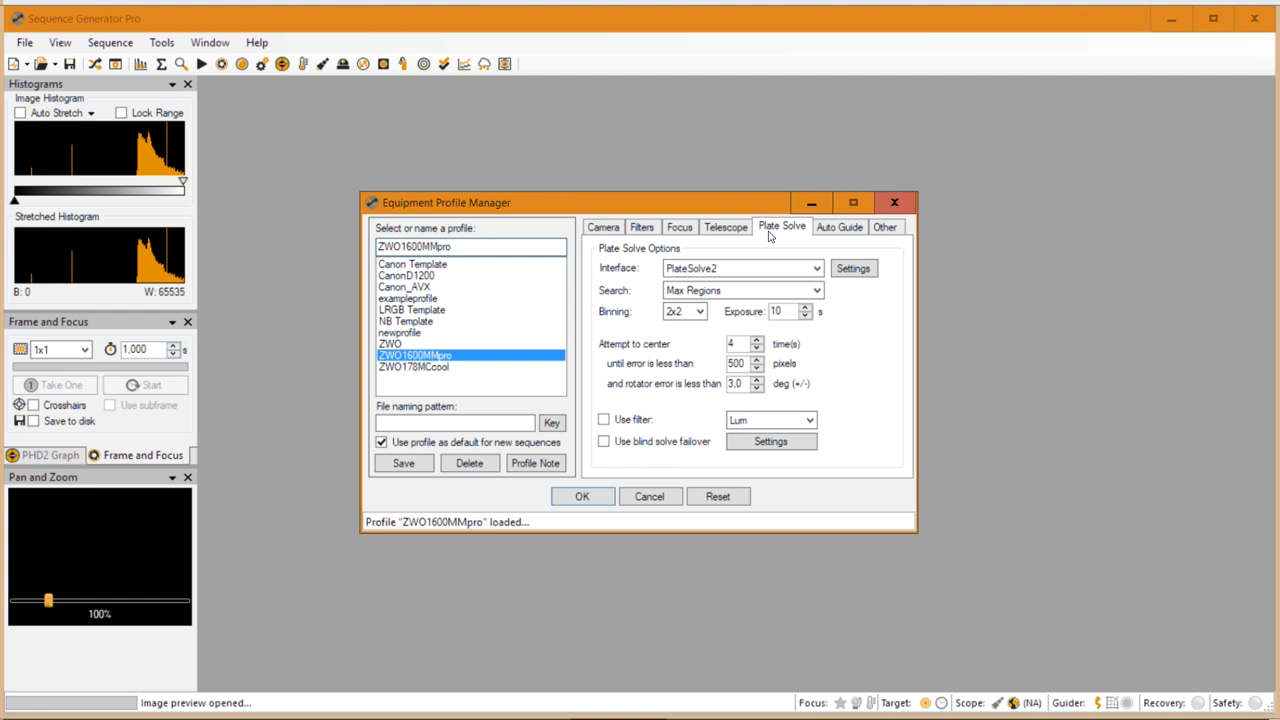 Sequence Generator Pro
File View Sequence Tools Window Help
Histograms
Image Histogram
Auto Stretch Lock Range
Stretched Histogram
B: 0 W: 65535
Frame and Focus
1x1 1.000 s
1 Take One Start
Crosshairs Use subframe
Save to disk
PHD2 Graph Frame and Focus
Pan and Zoom
100%
Equipment Profile Manager
Select or name a profile:
ZWO1600MMpro
Canon Template
CanonD1200
Canon_AVX
exampleprofile
LRGB Template
NB Template
newprofile
ZWO
ZWO1600MMpro
ZWO178MCcool
File naming pattern:
Key
Use profile as default for new sequences
Save Delete Profile Note
Camera Filters Focus Telescope Plate Solve Auto Guide Other
Plate Solve Options
Interface: PlateSolve2 Settings
Search: Max Regions
Binning: 2x2 Exposure: 10 s
Attempt to center 4 time(s)
until error is less than 500 pixels
and rotator error is less than 3.0 deg (+/-)
Use filter: Lum
Use blind solve failover Settings
OK Cancel Reset
Profile "ZWO1600MMpro" loaded...
Image preview opened... Focus: Target: Scope: (NA) Guider: Recovery: Safety: